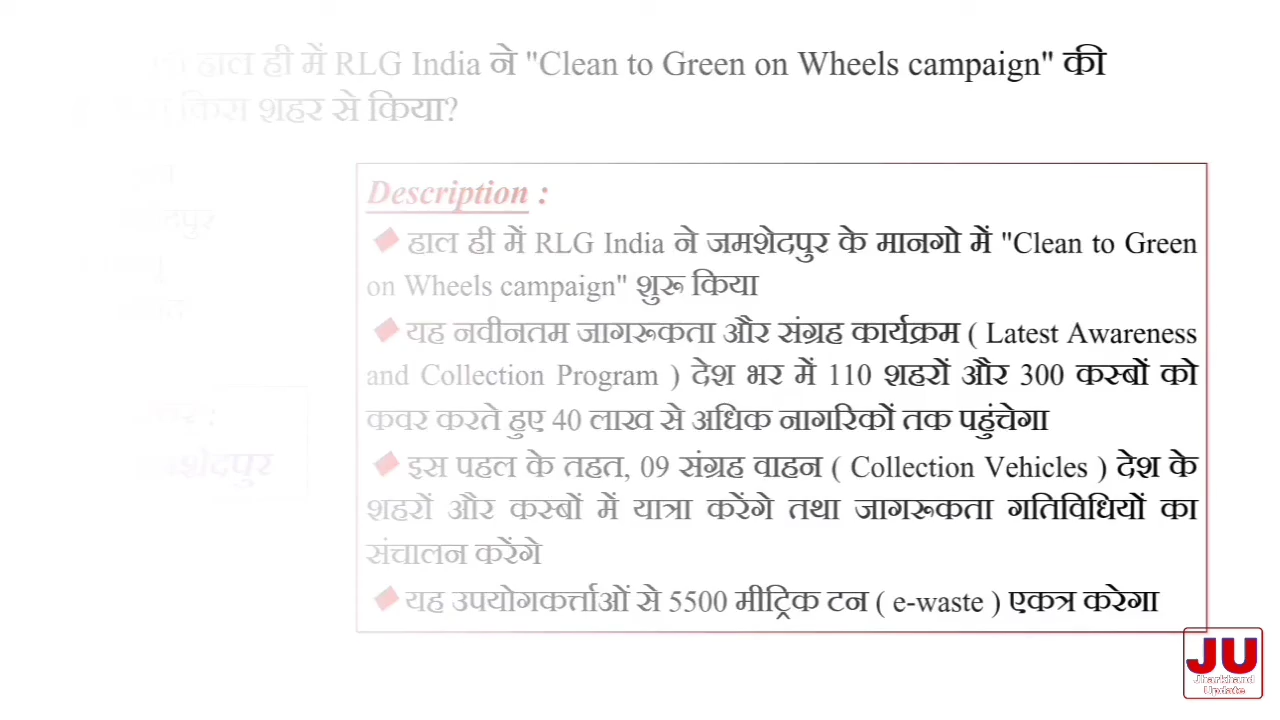 हाल ही में RLG India ने "Clean to Green on Wheels campaign" की
किस शहर से किया?
Description :
हाल ही में RLG India ने जमशेदपुर के मानगो में "Clean to Green
on Wheels campaign" शुरू किया
यह नवीनतम जागरूकता और संग्रह कार्यक्रम ( Latest Awareness
and Collection Program ) देश भर में 110 शहरों और 300 कस्बों को
कवर करते हुए 40 लाख से अधिक नागरिकों तक पहुंचेगा
इस पहल के तहत, 09 संग्रह वाहन ( Collection Vehicles ) देश के
शहरों और कस्बों में यात्रा करेंगे तथा जागरूकता गतिविधियों का
संचालन करेंगे
यह उपयोगकर्त्ताओं से 5500 मीट्रिक टन ( e-waste ) एकत्र करेगा
JU
Jharkhand
Update